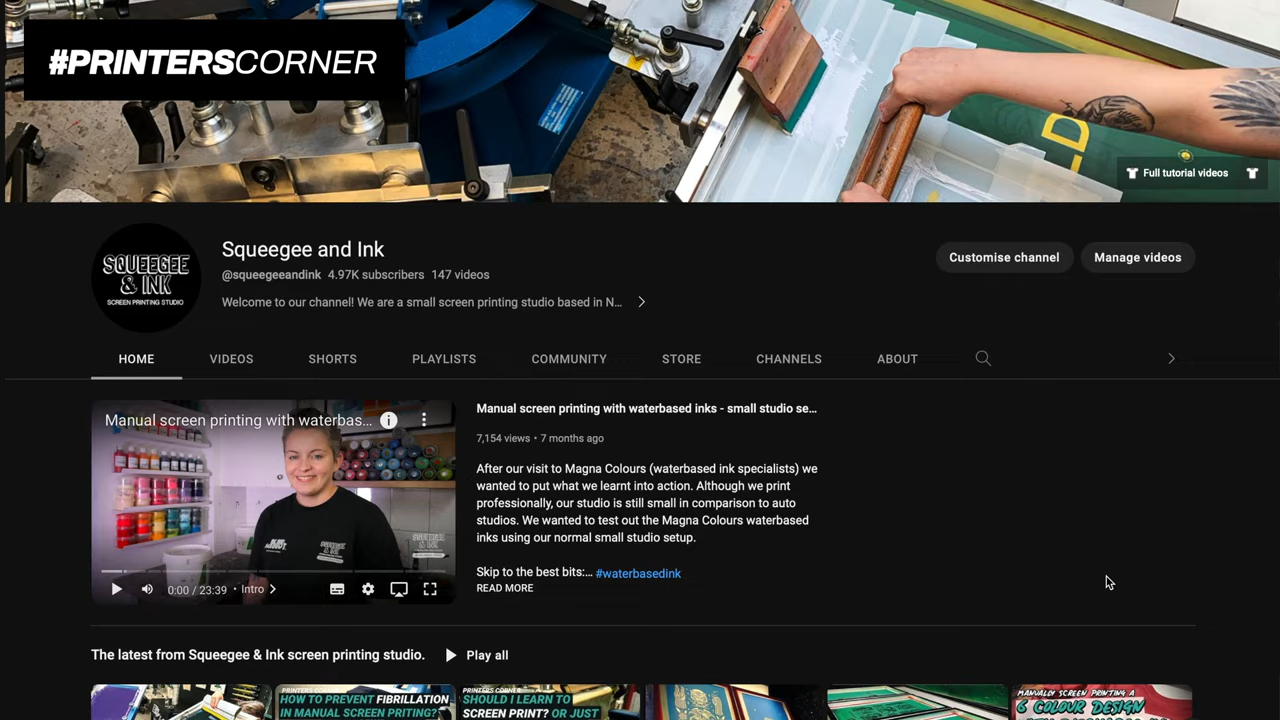 #PRINTERSCORNER
Full tutorial videos
SQUEEGEE
& INK
SCREEN PRINTING STUDIO
Squeegee and Ink
@squeegeeandink 4.97K subscribers 147 videos
Welcome to our channel! We are a small screen printing studio based in N...
Customise channel
Manage videos
HOME VIDEOS SHORTS PLAYLISTS COMMUNITY STORE CHANNELS ABOUT
Manual screen printing with waterbas...
0:00 / 23:39 • Intro
Manual screen printing with waterbased inks - small studio se...
7,154 views • 7 months ago
After our visit to Magna Colours (waterbased ink specialists) we
wanted to put what we learnt into action. Although we print
professionally, our studio is still small in comparison to auto
studios. We wanted to test out the Magna Colours waterbased
inks using our normal small studio setup.
Skip to the best bits:... #waterbasedink
READ MORE
The latest from Squeegee & Ink screen printing studio.
Play all
PRINTERS CORNER
HOW TO PREVENT FIBRILLATION
IN MANUAL SCREEN PRITING?
PRINTERS CORNER
SHOULD I LEARN TO
SCREEN PRINT? OR JUST
MANUALLY SCREEN PRINTING A
6 COLOUR DESIGN